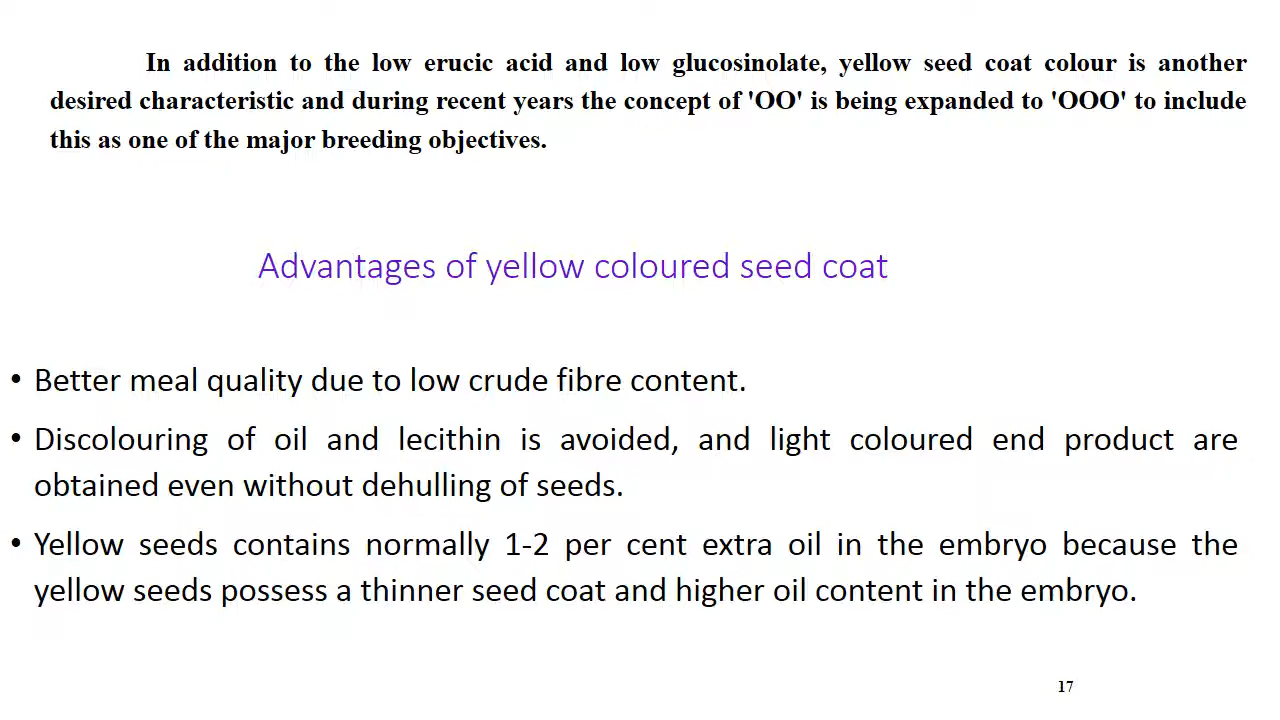 In addition to the low erucic acid and low glucosinolate, yellow seed coat colour is another
desired characteristic and during recent years the concept of 'OO' is being expanded to 'OOO' to include
this as one of the major breeding objectives.
Advantages of yellow coloured seed coat
• Better meal quality due to low crude fibre content.
• Discolouring of oil and lecithin is avoided, and light coloured end product are
obtained even without dehulling of seeds.
• Yellow seeds contains normally 1-2 per cent extra oil in the embryo because the
yellow seeds possess a thinner seed coat and higher oil content in the embryo.
17